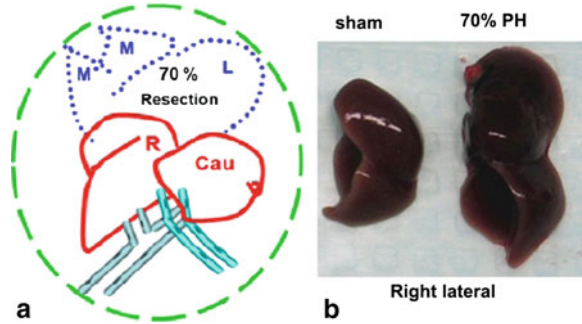 M
M
L
70 %
Resection
R
Cau
a
sham
70% PH
Right lateral
b